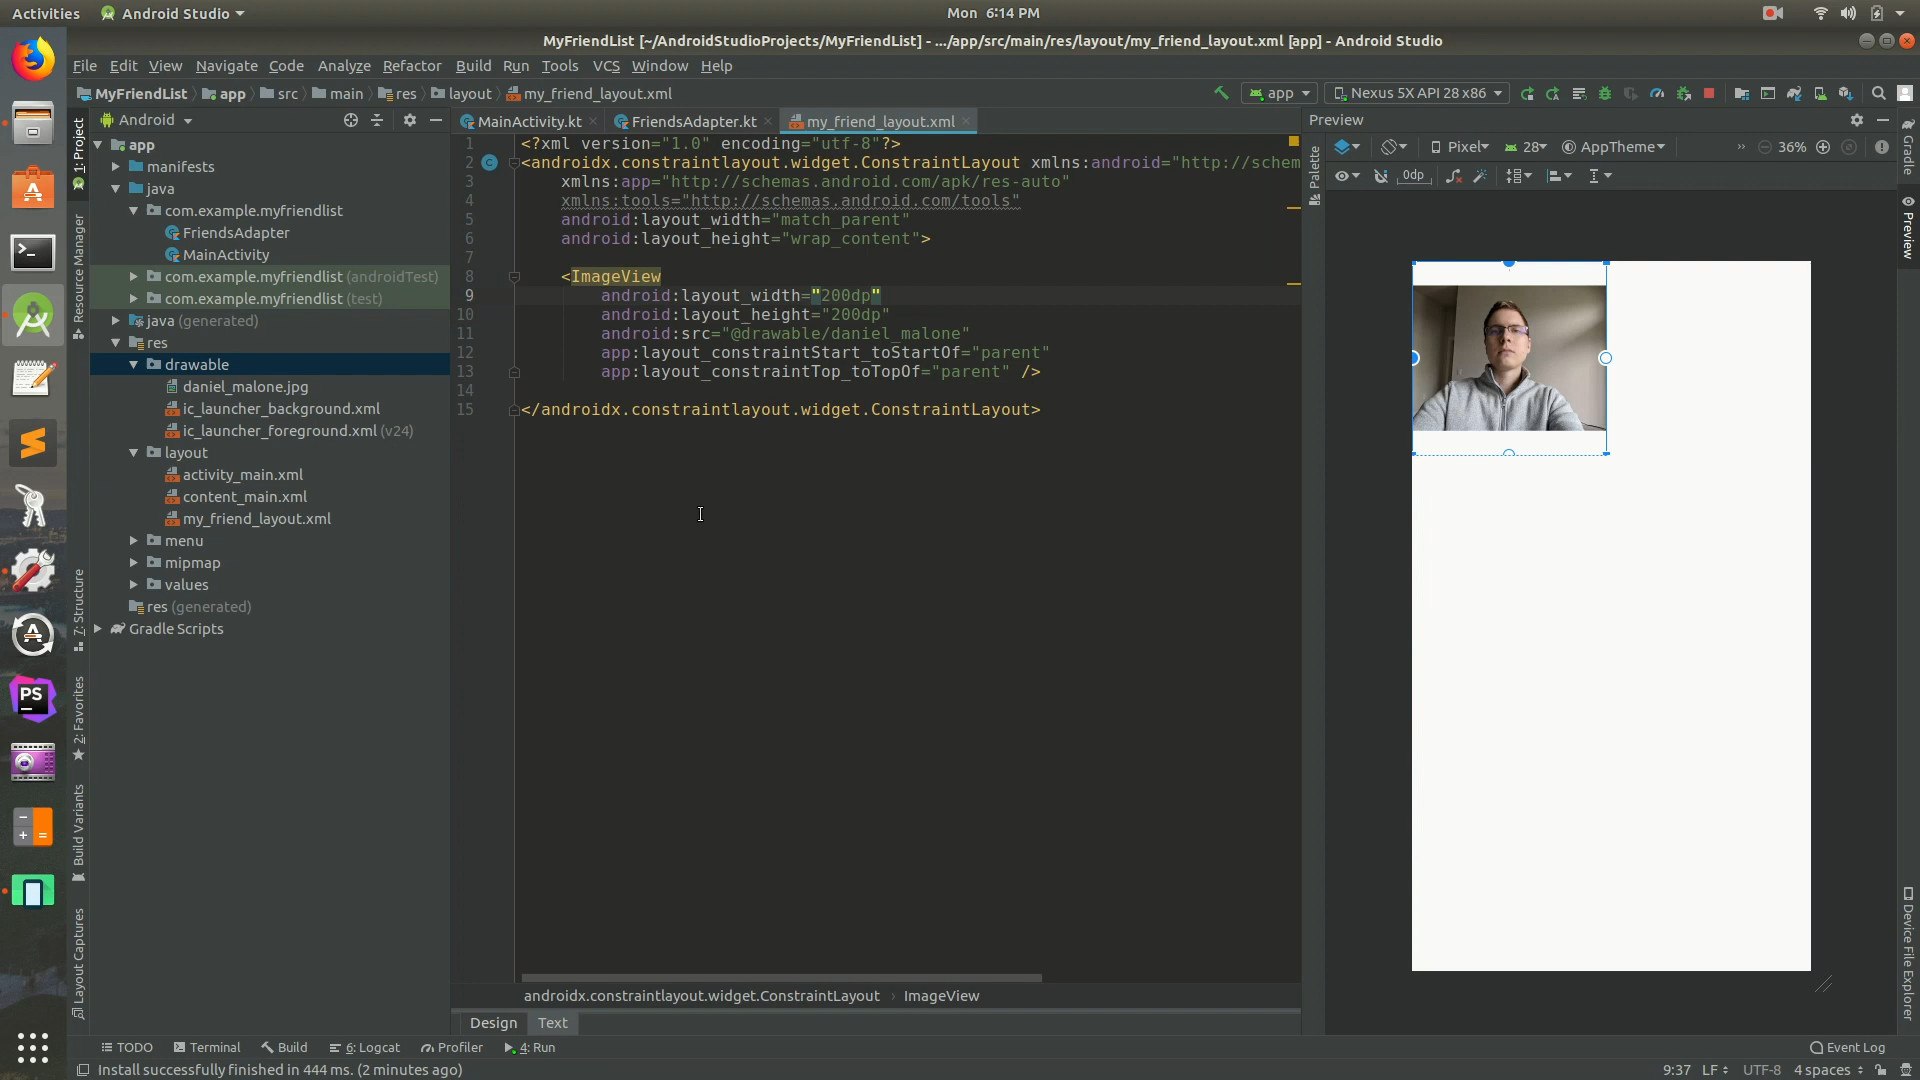 Activities Android Studio Mon 6:14 PM
MyFriendList [~/AndroidStudioProjects/MyFriendList] - .../app/src/main/res/layout/my_friend_layout.xml [app] - Android Studio
File Edit View Navigate Code Analyze Refactor Build Run Tools VCS Window Help
MyFriendList app src main res layout my_friend_layout.xml app Nexus 5X API 28 x86
Android
MainActivity.kt FriendsAdapter.kt my_friend_layout.xml
Preview
Pixel 28 AppTheme 36%
0dp
1: Project
Resource Manager
7: Structure
2: Favorites
Build Variants
Layout Captures
app
manifests
java
com.example.myfriendlist
FriendsAdapter
MainActivity
com.example.myfriendlist (androidTest)
com.example.myfriendlist (test)
java (generated)
res
drawable
daniel_malone.jpg
ic_launcher_background.xml
ic_launcher_foreground.xml (v24)
layout
activity_main.xml
content_main.xml
my_friend_layout.xml
menu
mipmap
values
res (generated)
Gradle Scripts
1 <?xml version="1.0" encoding="utf-8"?>
2 <androidx.constraintlayout.widget.ConstraintLayout xmlns:android="http://schem
3 xmlns:app="http://schemas.android.com/apk/res-auto"
4 xmlns:tools="http://schemas.android.com/tools"
5 android:layout_width="match_parent"
6 android:layout_height="wrap_content">
7
8 <ImageView
9 android:layout_width="200dp"
10 android:layout_height="200dp"
11 android:src="@drawable/daniel_malone"
12 app:layout_constraintStart_toStartOf="parent"
13 app:layout_constraintTop_toTopOf="parent" />
14
15 </androidx.constraintlayout.widget.ConstraintLayout>
Palette
Gradle
Preview
Device File Explorer
PS
androidx.constraintlayout.widget.ConstraintLayout › ImageView
Design Text
TODO Terminal Build 6: Logcat Profiler 4: Run Event Log
Install successfully finished in 444 ms. (2 minutes ago) 9:37 LF UTF-8 4 spaces